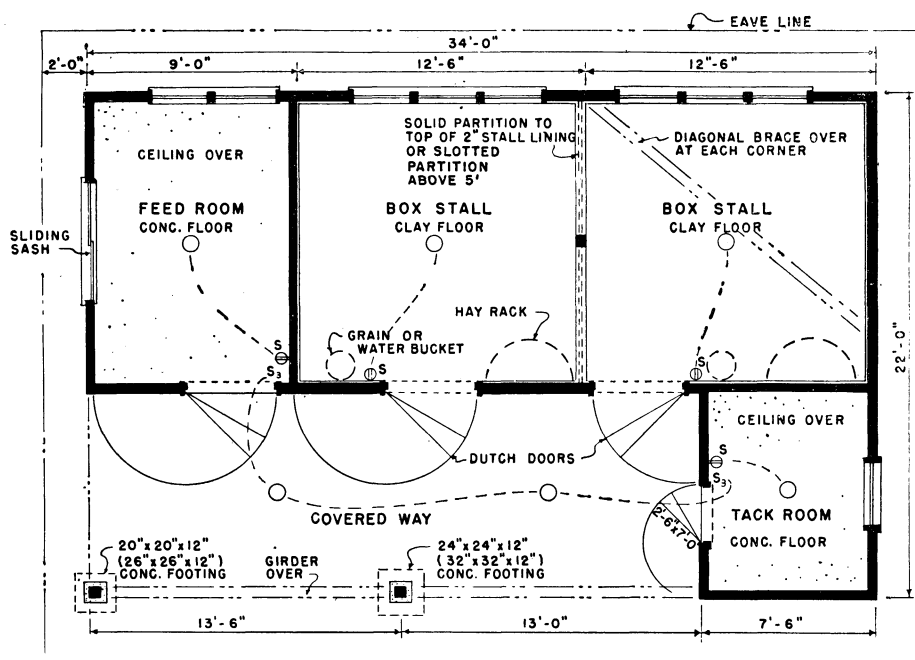 EAVE LINE
34'-0"
2'-0"
9'-0"
12'-6"
12"-6"
SOLID PARTITION TO
TOP OF 2" STALL LINING
OR SLOTTED
PARTITION
ABOVE 5'
DIAGONAL BRACE OVER
AT EACH CORNER
CEILING OVER
FEED ROOM
CONC. FLOOR
BOX STALL
CLAY FLOOR
BOX STALL
CLAY FLOOR
SLIDING
SASH
HAY RACK
GRAIN OR
WATER BUCKET
S
S3
S
S
22'-0"
CEILING OVER
S
S3
DUTCH DOORS
COVERED WAY
TACK ROOM
CONC. FLOOR
2'-6"x7'-0"
20"x20"x12"
(26"x26"x12")
CONC. FOOTING
GIRDER
OVER
24"x24"x12"
(32"x32"x12")
CONC. FOOTING
13'-6"
13'-0"
7'-6"